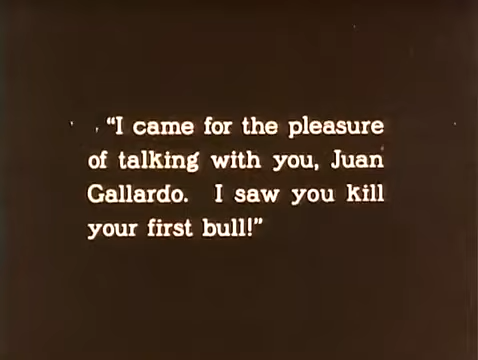 "I came for the pleasure
of talking with you, Juan
Gallardo. I saw you kill
your first bull!"